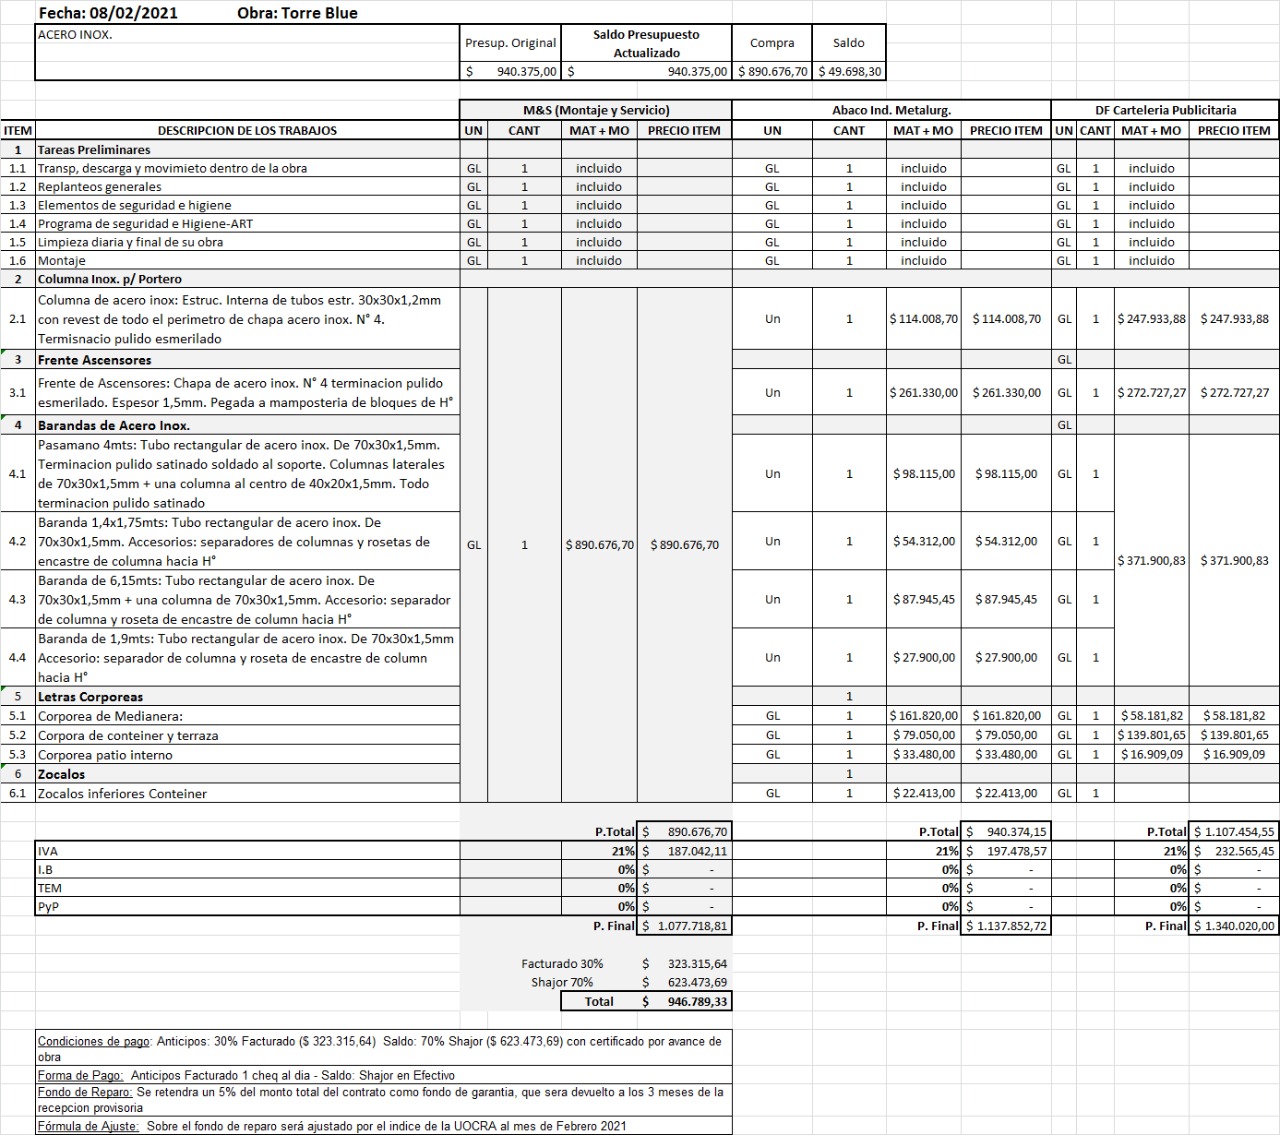 Fecha: 08/02/2021 Obra: Torre Blue
ACERO INOX.
Presup. Original Saldo Presupuesto Actualizado Compra Saldo
$ 940.375,00 $ 940.375,00 $ 890.676,70 $ 49.698,30
M&S (Montaje y Servicio) Abaco Ind. Metalurg. DF Carteleria Publicitaria
ITEM DESCRIPCION DE LOS TRABAJOS UN CANT MAT + MO PRECIO ITEM UN CANT MAT + MO PRECIO ITEM UN CANT MAT + MO PRECIO ITEM
1 Tareas Preliminares
1.1 Transp, descarga y movimieto dentro de la obra GL 1 incluido GL 1 incluido GL 1 incluido
1.2 Replanteos generales GL 1 incluido GL 1 incluido GL 1 incluido
1.3 Elementos de seguridad e higiene GL 1 incluido GL 1 incluido GL 1 incluido
1.4 Programa de seguridad e Higiene-ART GL 1 incluido GL 1 incluido GL 1 incluido
1.5 Limpieza diaria y final de su obra GL 1 incluido GL 1 incluido GL 1 incluido
1.6 Montaje GL 1 incluido GL 1 incluido GL 1 incluido
2 Columna Inox. p/ Portero
Columna de acero inox: Estruc. Interna de tubos estr. 30x30x1,2mm
2.1 con revest de todo el perimetro de chapa acero inox. N° 4. Un 1 $ 114.008,70 $ 114.008,70 GL 1 $ 247.933,88 $ 247.933,88
Termisnacio pulido esmerilado
3 Frente Ascensores GL
3.1 Frente de Ascensores: Chapa de acero inox. N° 4 terminacion pulido Un 1 $ 261.330,00 $ 261.330,00 GL 1 $ 272.727,27 $ 272.727,27
esmerilado. Espesor 1,5mm. Pegada a mamposteria de bloques de H°
4 Barandas de Acero Inox. GL
Pasamano 4mts: Tubo rectangular de acero inox. De 70x30x1,5mm.
4.1 Terminacion pulido satinado soldado al soporte. Columnas laterales Un 1 $ 98.115,00 $ 98.115,00 GL 1
de 70x30x1,5mm + una columna al centro de 40x20x1,5mm. Todo
terminacion pulido satinado
Baranda 1,4x1,75mts: Tubo rectangular de acero inox. De
4.2 70x30x1,5mm. Accesorios: separadores de columnas y rosetas de GL 1 $ 890.676,70 $ 890.676,70 Un 1 $ 54.312,00 $ 54.312,00 GL 1
encastre de columna hacia H° $ 371.900,83 $ 371.900,83
Baranda de 6,15mts: Tubo rectangular de acero inox. De
4.3 70x30x1,5mm + una columna de 70x30x1,5mm. Accesorio: separador Un 1 $ 87.945,45 $ 87.945,45 GL 1
de columna y roseta de encastre de column hacia H°
Baranda de 1,9mts: Tubo rectangular de acero inox. De 70x30x1,5mm
4.4 Accesorio: separador de columna y roseta de encastre de column Un 1 $ 27.900,00 $ 27.900,00 GL 1
hacia H°
5 Letras Corporeas 1
5.1 Corporea de Medianera: GL 1 $ 161.820,00 $ 161.820,00 GL 1 $ 58.181,82 $ 58.181,82
5.2 Corpora de conteiner y terraza GL 1 $ 79.050,00 $ 79.050,00 GL 1 $ 139.801,65 $ 139.801,65
5.3 Corporea patio interno GL 1 $ 33.480,00 $ 33.480,00 GL 1 $ 16.909,09 $ 16.909,09
6 Zocalos 1
6.1 Zocalos inferiores Conteiner GL 1 $ 22.413,00 $ 22.413,00 GL 1
P.Total $ 890.676,70 P.Total $ 940.374,15 P.Total $ 1.107.454,55
IVA 21% $ 187.042,11 21% $ 197.478,57 21% $ 232.565,45
I.B 0% $ - 0% $ - 0% $ -
TEM 0% $ - 0% $ - 0% $ -
PyP 0% $ - 0% $ - 0% $ -
P. Final $ 1.077.718,81 P. Final $ 1.137.852,72 P. Final $ 1.340.020,00
Facturado 30% $ 323.315,64
Shajor 70% $ 623.473,69
Total $ 946.789,33
Condiciones de pago: Anticipos: 30% Facturado ($ 323.315,64) Saldo: 70% Shajor ($ 623.473,69) con certificado por avance de
obra
Forma de Pago: Anticipos Facturado 1 cheq al dia - Saldo: Shajor en Efectivo
Fondo de Reparo: Se retendra un 5% del monto total del contrato como fondo de garantia, que sera devuelto a los 3 meses de la
recepcion provisoria
Fórmula de Ajuste: Sobre el fondo de reparo será ajustado por el indice de la UOCRA al mes de Febrero 2021